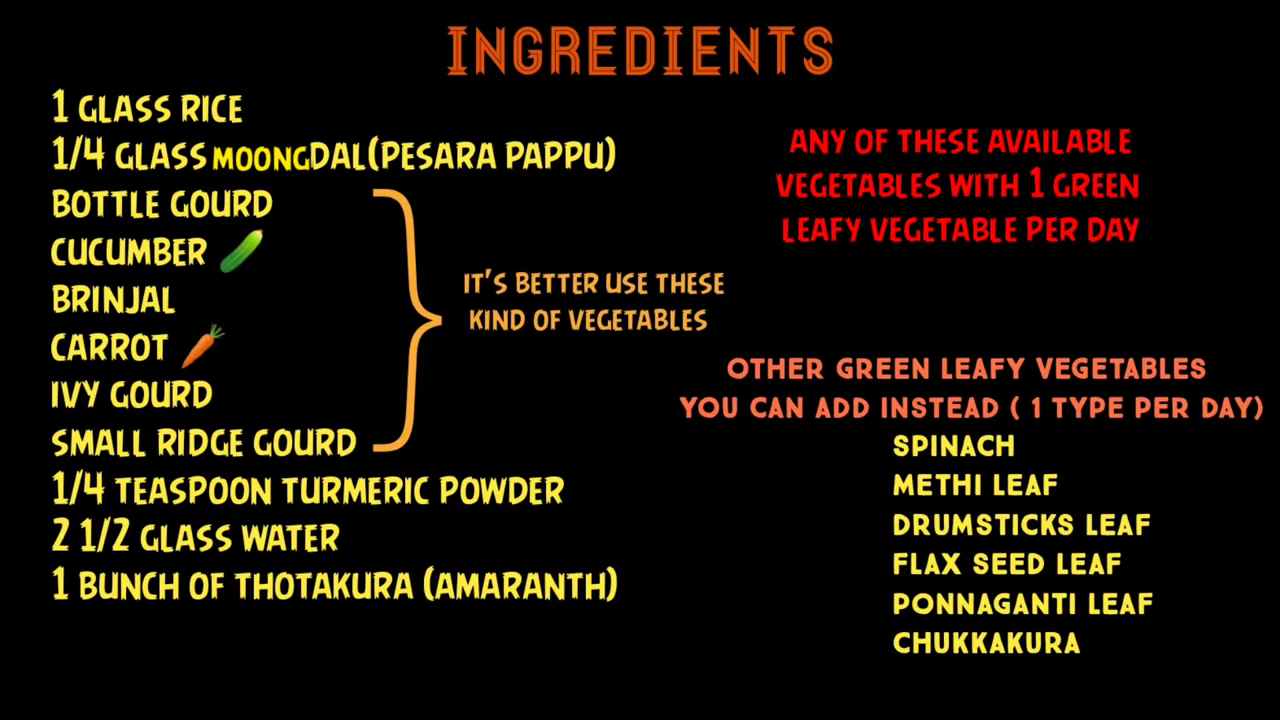 INGREDIENTS
1 GLASS RICE
1/4 GLASS MOONGDAL(PESARA PAPPU)
BOTTLE GOURD
CUCUMBER 🥒
BRINJAL
CARROT 🥕
IVY GOURD
SMALL RIDGE GOURD
1/4 TEASPOON TURMERIC POWDER
2 1/2 GLASS WATER
1 BUNCH OF THOTAKURA (AMARANTH)
IT'S BETTER USE THESE
KIND OF VEGETABLES
ANY OF THESE AVAILABLE
VEGETABLES WITH 1 GREEN
LEAFY VEGETABLE PER DAY
OTHER GREEN LEAFY VEGETABLES
YOU CAN ADD INSTEAD ( 1 TYPE PER DAY)
SPINACH
METHI LEAF
DRUMSTICKS LEAF
FLAX SEED LEAF
PONNAGANTI LEAF
CHUKKAKURA